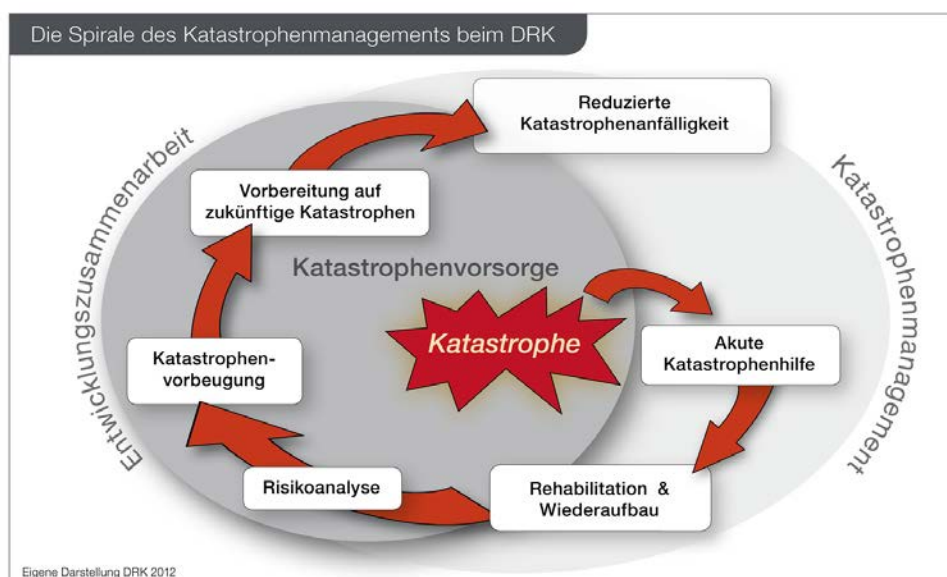 Die Spirale des Katastrophenmanagements beim DRK
Reduzierte
Katastrophenanfälligkeit
Entwicklungszusammenarbeit
Katastrophenmanagement
Vorbereitung auf
zukünftige Katastrophen
Katastrophenvorsorge
Katastrophe
Akute
Katastrophenhilfe
Katastrophen-
vorbeugung
Risikoanalyse
Rehabilitation &
Wiederaufbau
Eigene Darstellung DRK 2012